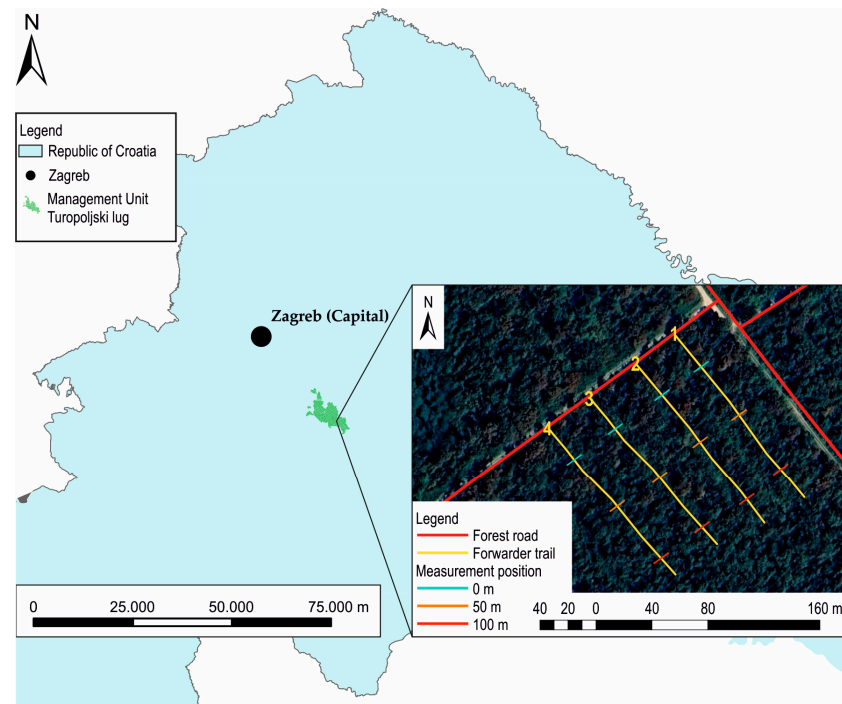 N
Legend
Republic of Croatia
Zagreb
Management Unit
Turopoljski lug
Zagreb (Capital)
N
1
2
3
4
Legend
Forest road
Forwarder trail
Measurement position
0 m
50 m
100 m
40 20 0 40 80 160 m
0 25.000 50.000 75.000 m